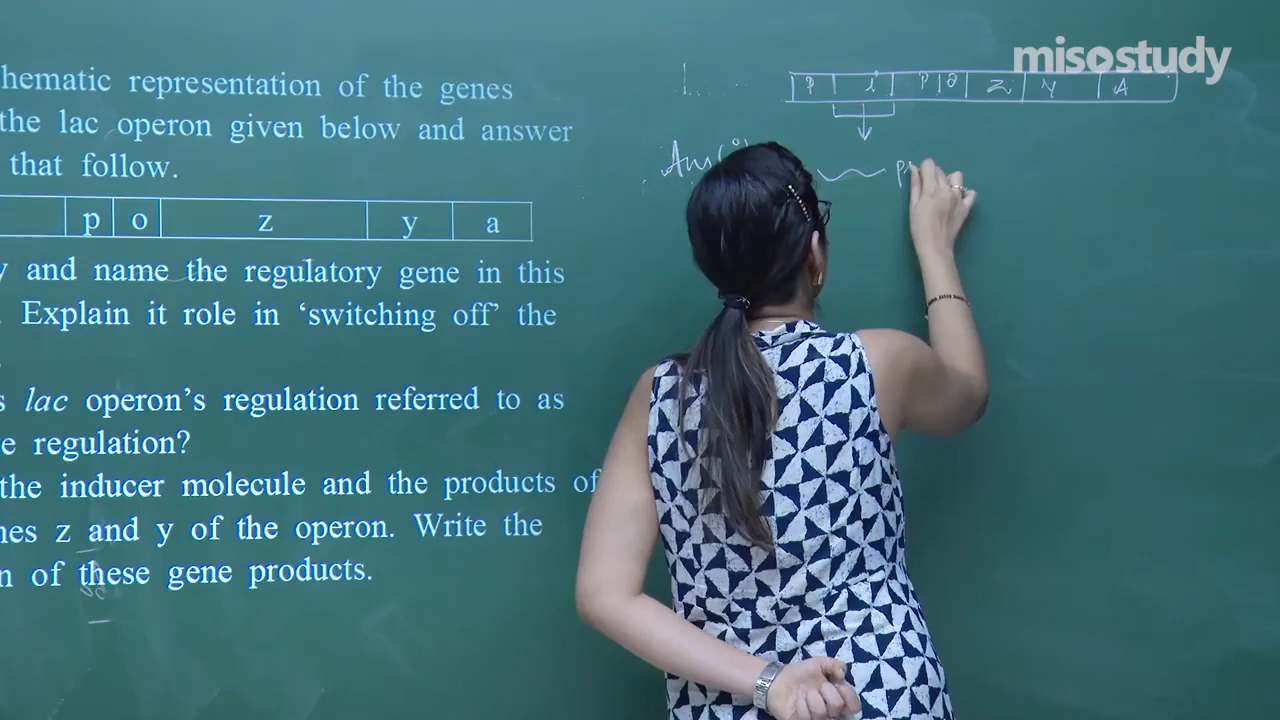 misostudy
hematic representation of the genes
the lac operon given below and answer
that follow.
p o z y a
y and name the regulatory gene in this
. Explain it role in ‘switching off’ the
s lac operon’s regulation referred to as
e regulation?
the inducer molecule and the products of
nes z and y of the operon. Write the
n of these gene products.
P i P O Z Y A
Ans